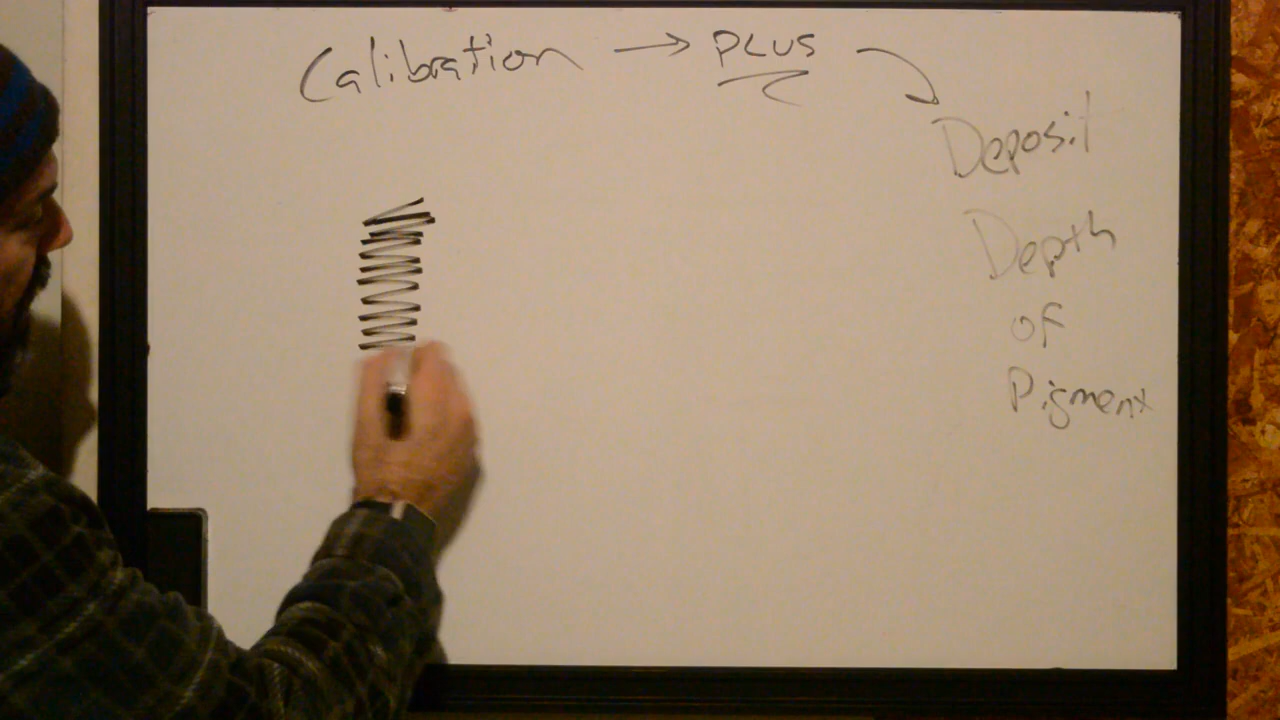 Calibration → PLUS
Deposit
Depth
of
Pigment